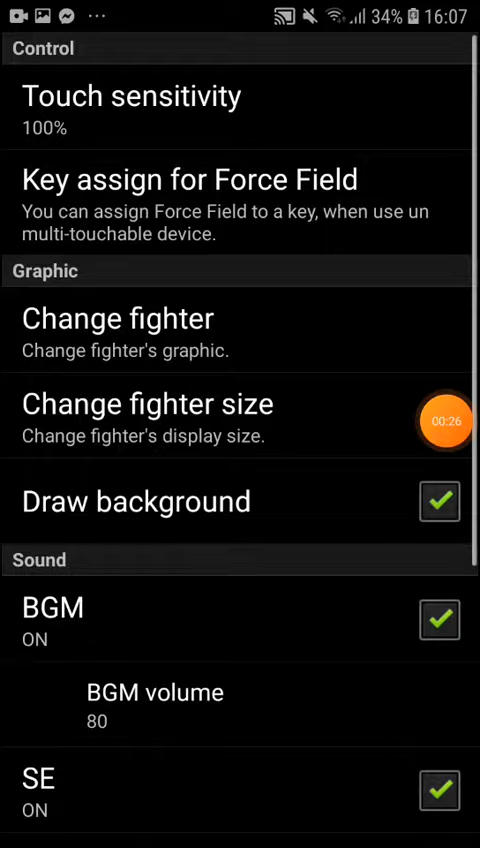 34% 16:07
Control
Touch sensitivity
100%
Key assign for Force Field
You can assign Force Field to a key, when use un
multi-touchable device.
Graphic
Change fighter
Change fighter's graphic.
Change fighter size
Change fighter's display size.
00:26
Draw background
Sound
BGM
ON
BGM volume
80
SE
ON